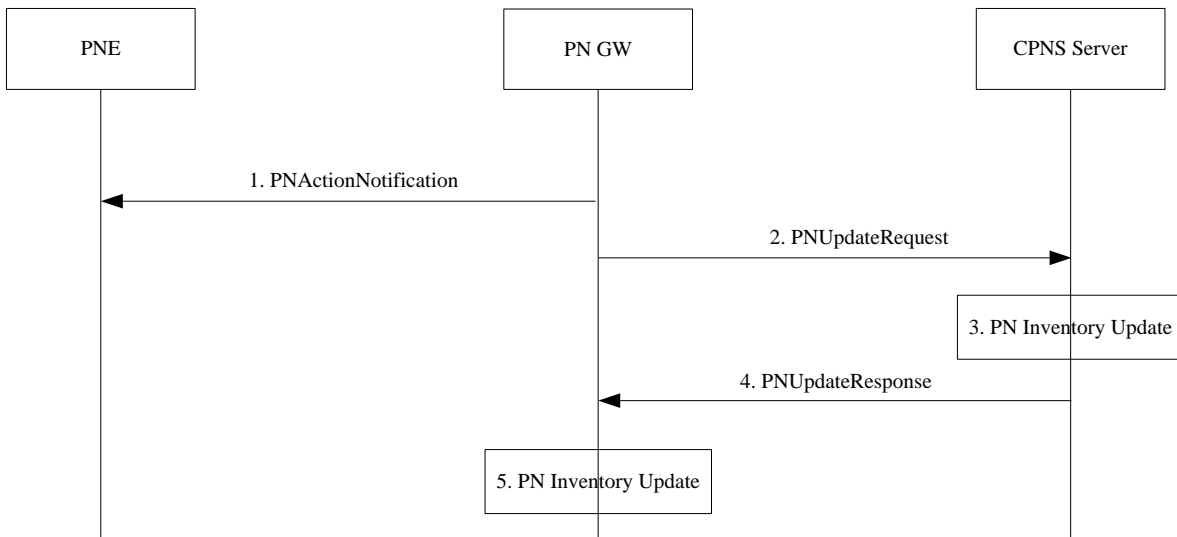 PNE
PN GW
CPNS Server
1. PNActionNotification
2. PNUpdateRequest
3. PN Inventory Update
4. PNUpdateResponse
5. PN Inventory Update